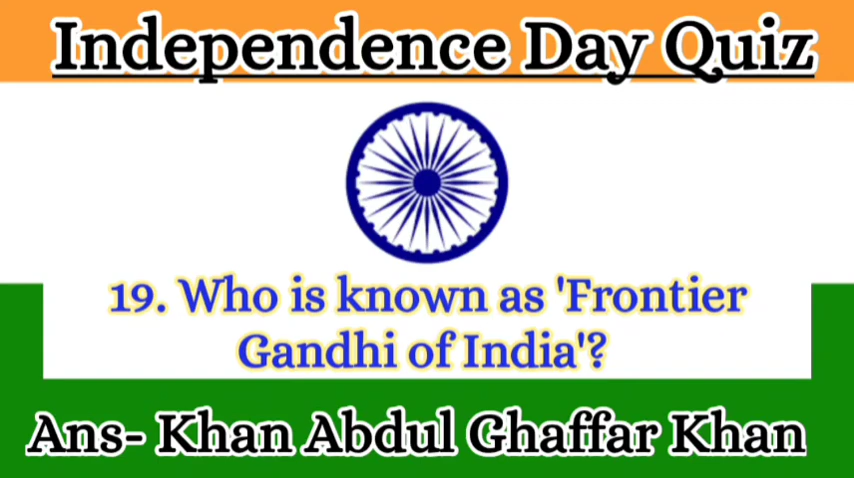 Independence Day Quiz
19. Who is known as 'Frontier
Gandhi of India'?
Ans- Khan Abdul Ghaffar Khan